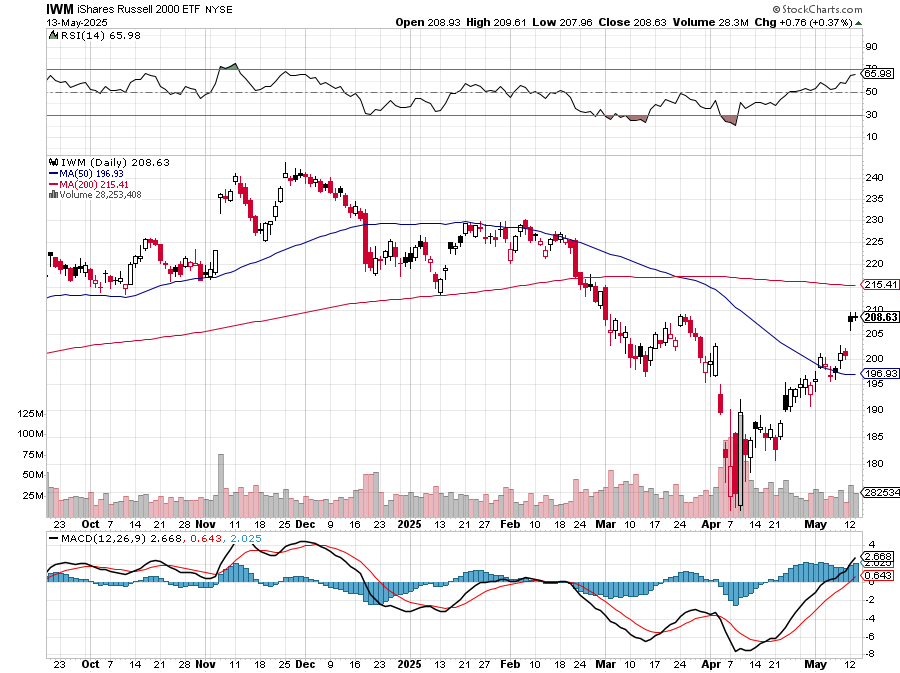 IWM iShares Russell 2000 ETF NYSE
© StockCharts.com
13-May-2025
Open 208.93 High 209.61 Low 207.96 Close 208.63 Volume 28.3M Chg +0.76 (+0.37%)
RSI(14) 65.98
90
70
65.98
50
30
10
IWM (Daily) 208.63
MA(50) 196.93
MA(200) 215.41
Volume 28,253,408
240
235
230
225
220
215.41
210
208.63
205
200
196.93
195
190
185
180
282534
125M
100M
75M
50M
25M
23 Oct 7 14 21 28 Nov 11 18 25 Dec 9 16 23 2025 13 21 27 Feb 10 18 24 Mar 10 17 24 Apr 7 14 21 May 12
MACD(12,26,9) 2.668, 0.643, 2.025
4
2.668
2.025
0.643
-2
-4
-6
-8
23 Oct 7 14 21 28 Nov 11 18 25 Dec 9 16 23 2025 13 21 27 Feb 10 18 24 Mar 10 17 24 Apr 7 14 21 May 12